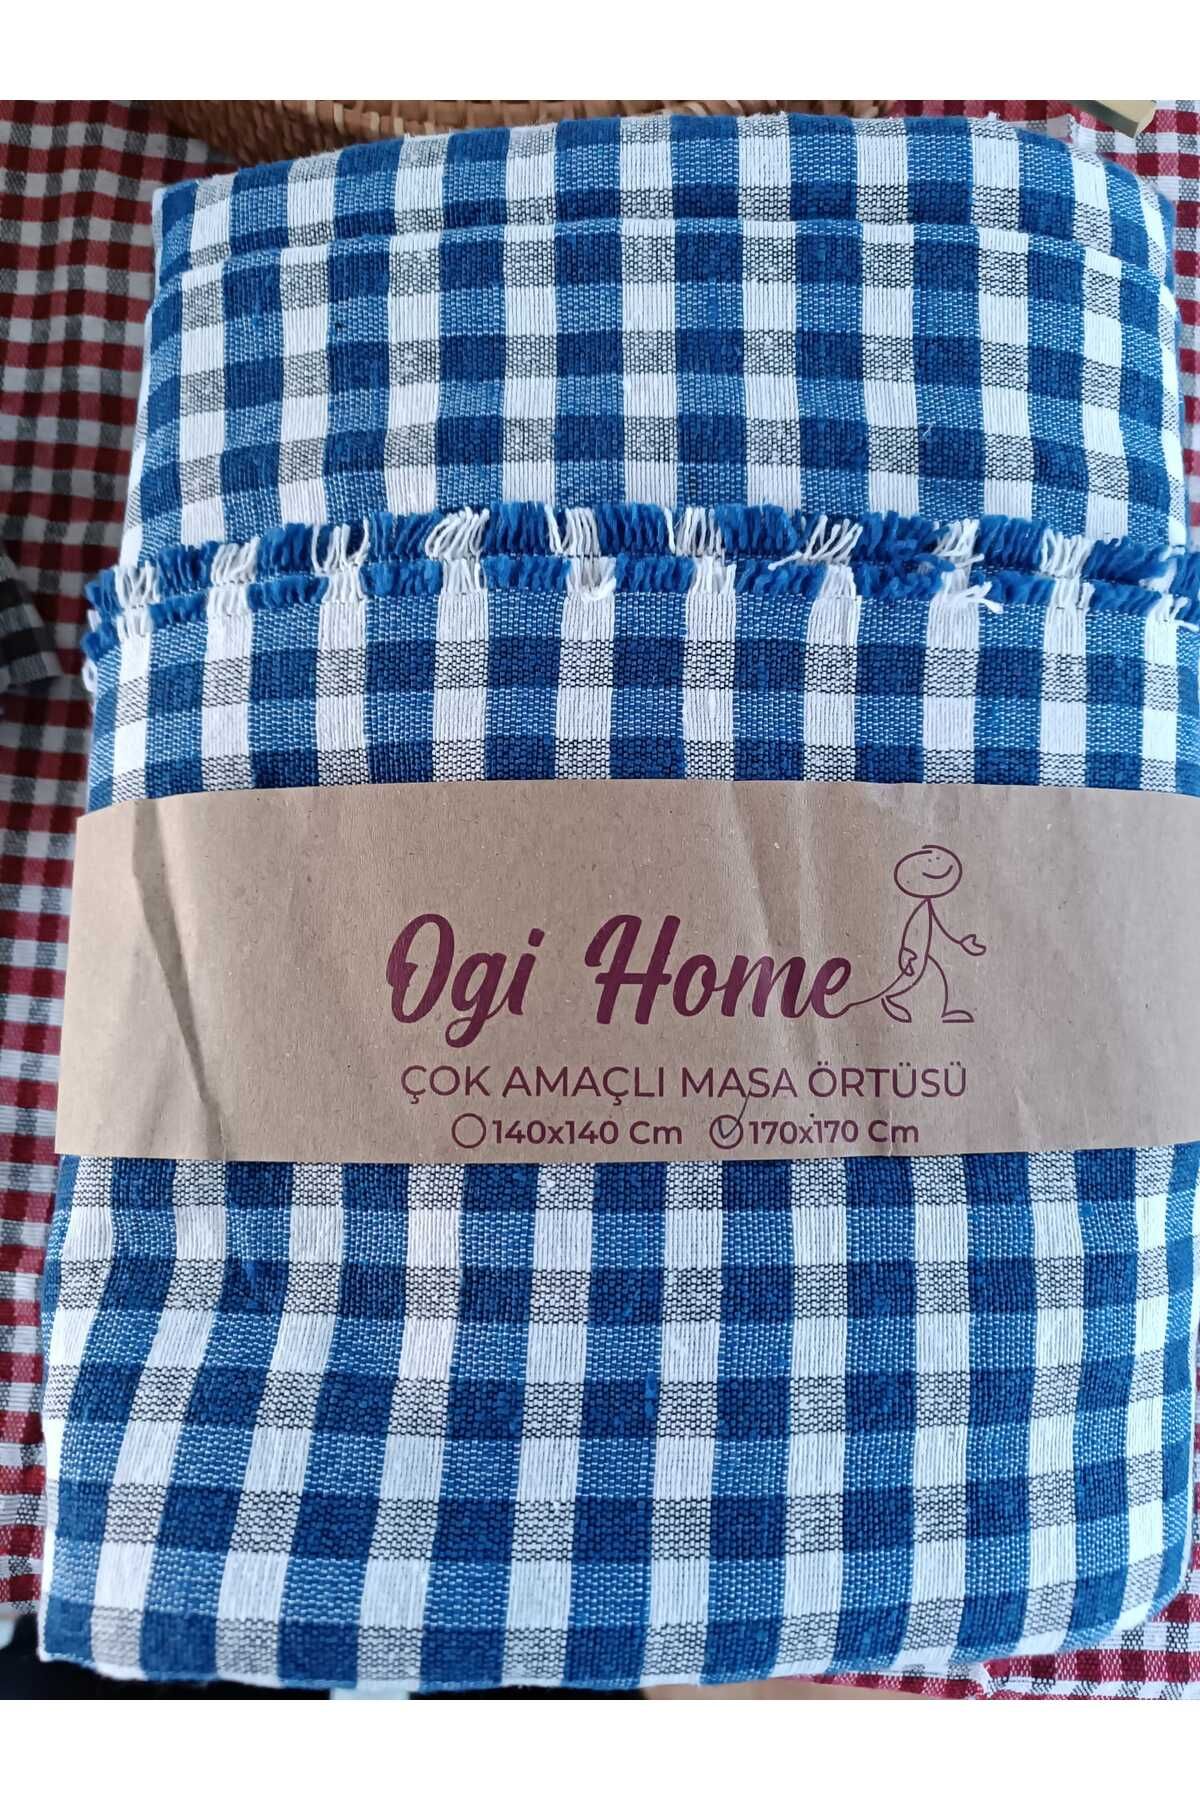 Ogi Home
ÇOK AMAÇLI MASA ÖRTÜSÜ
140x140 Cm 170x170 Cm